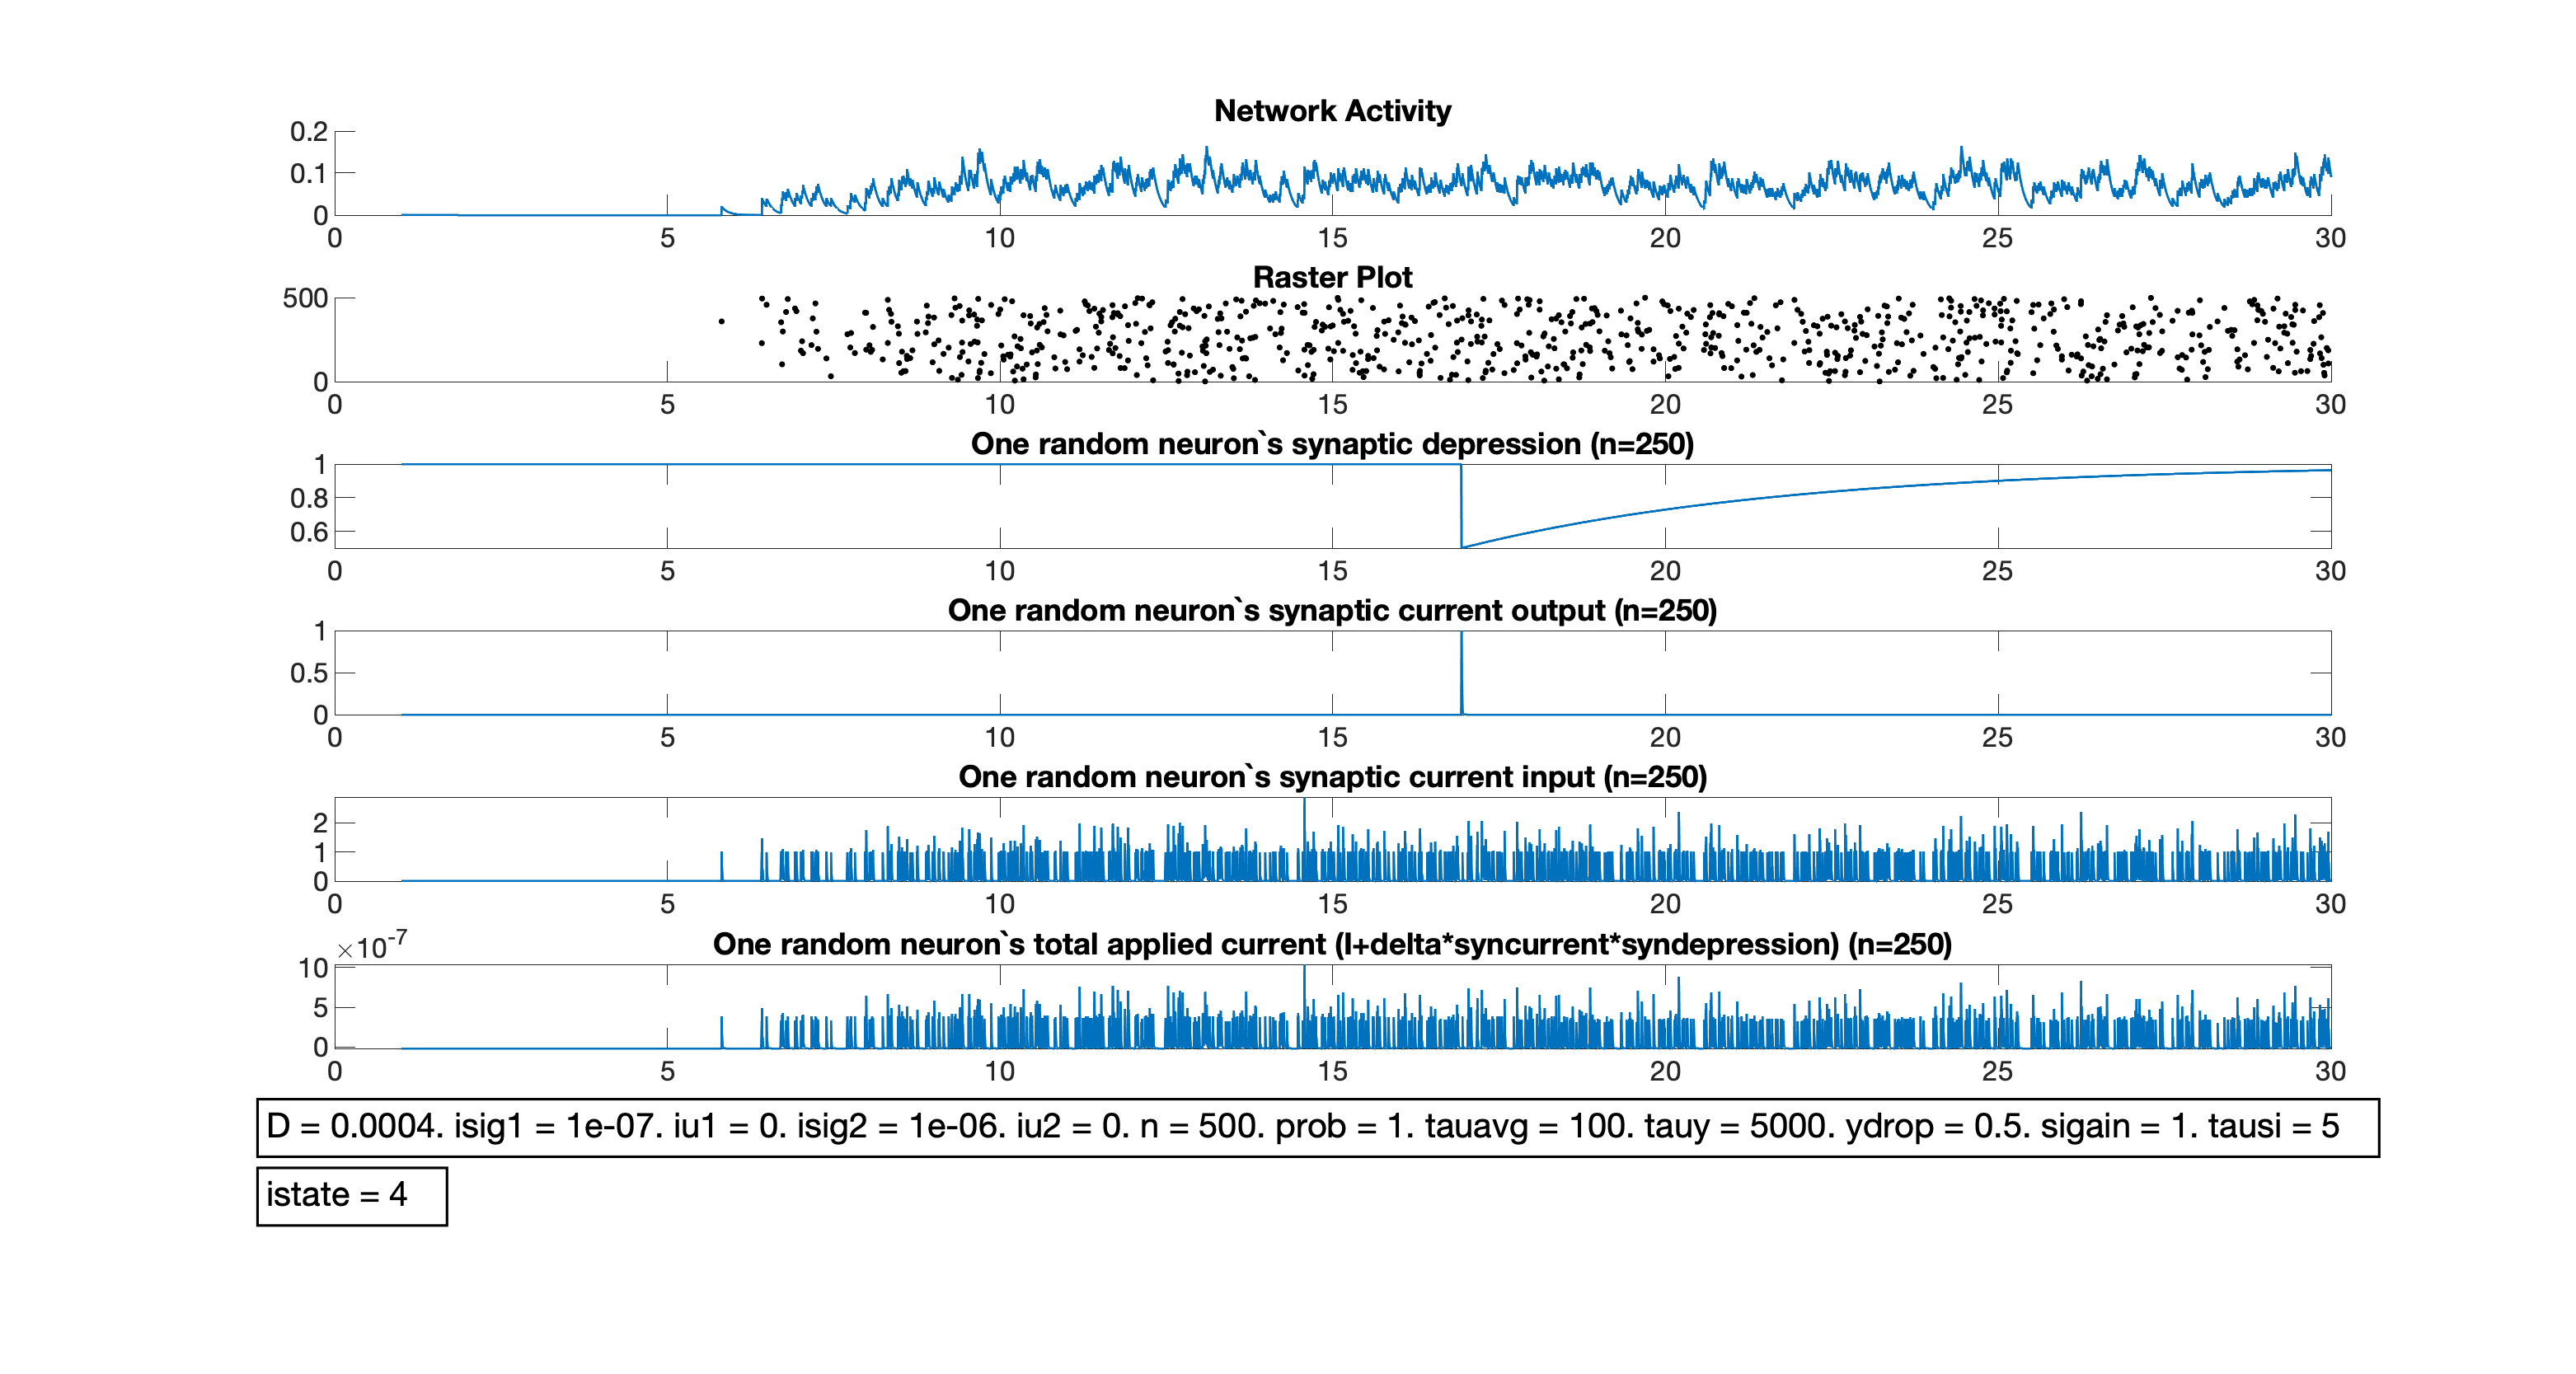 Network Activity
0.2
0.1
0
0 5 10 15 20 25 30
Raster Plot
500
0
0 5 10 15 20 25 30
One random neuron`s synaptic depression (n=250)
1
0.8
0.6
0 5 10 15 20 25 30
One random neuron`s synaptic current output (n=250)
1
0.5
0
0 5 10 15 20 25 30
One random neuron`s synaptic current input (n=250)
2
1
0
0 5 10 15 20 25 30
×10-7 One random neuron`s total applied current (I+delta*syncurrent*syndepression) (n=250)
10
5
0
0 5 10 15 20 25 30
D = 0.0004. isig1 = 1e-07. iu1 = 0. isig2 = 1e-06. iu2 = 0. n = 500. prob = 1. tauavg = 100. tauy = 5000. ydrop = 0.5. sigain = 1. tausi = 5
istate = 4